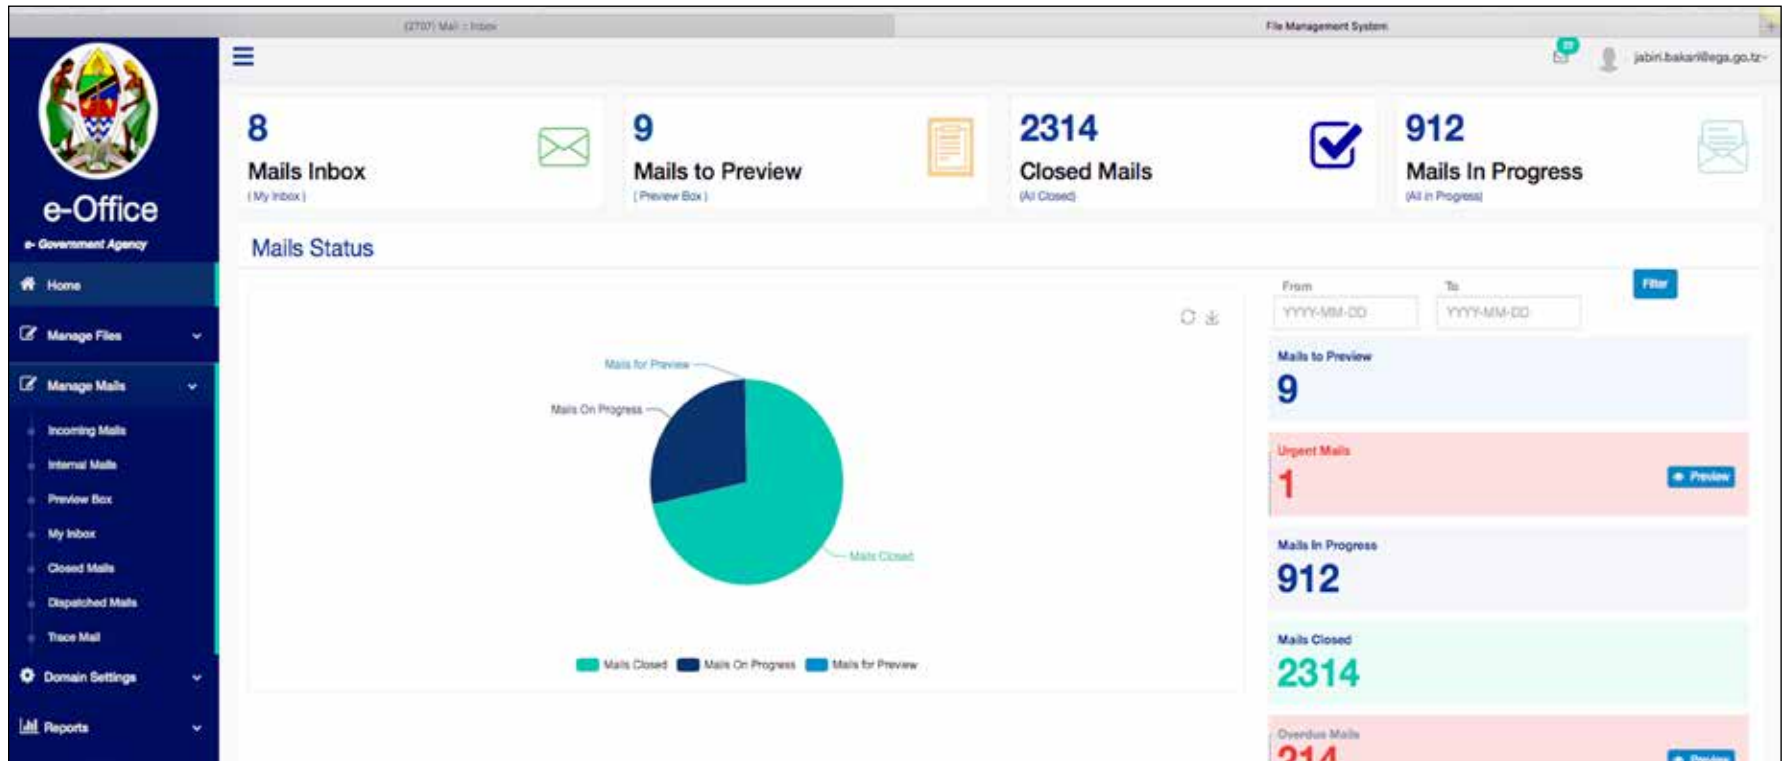 (2707) Mail :: Inbox
File Management System
jabiri.bakari@ega.go.tz
e-Office
e- Government Agency
Home
Manage Files
Manage Mails
Incoming Mails
Internal Mails
Preview Box
My Inbox
Closed Mails
Dispatched Mails
Trace Mail
Domain Settings
Reports
8
Mails Inbox
( My Inbox )
9
Mails to Preview
( Preview Box )
2314
Closed Mails
(All Closed)
912
Mails In Progress
(All in Progress)
Mails Status
Mails for Preview
Mails On Progress
Mails Closed
Mails Closed Mails On Progress Mails for Preview
From To Filter
YYYY-MM-DD YYYY-MM-DD
Mails to Preview
9
Urgent Mails
1
Preview
Mails In Progress
912
Mails Closed
2314
Overdue Mails
214
Preview